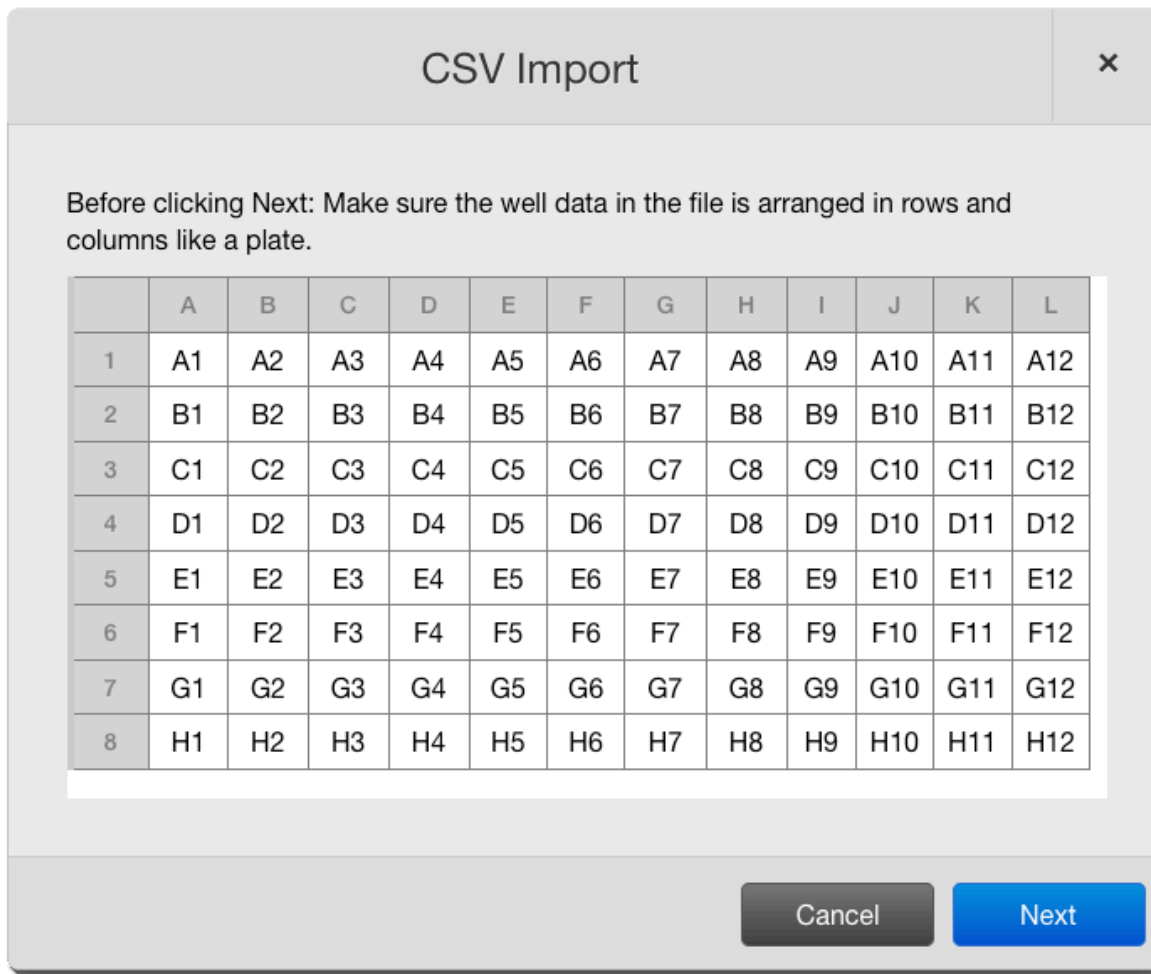 CSV Import
×
Before clicking Next: Make sure the well data in the file is arranged in rows and
columns like a plate.
A B C D E F G H I J K L
1 A1 A2 A3 A4 A5 A6 A7 A8 A9 A10 A11 A12
2 B1 B2 B3 B4 B5 B6 B7 B8 B9 B10 B11 B12
3 C1 C2 C3 C4 C5 C6 C7 C8 C9 C10 C11 C12
4 D1 D2 D3 D4 D5 D6 D7 D8 D9 D10 D11 D12
5 E1 E2 E3 E4 E5 E6 E7 E8 E9 E10 E11 E12
6 F1 F2 F3 F4 F5 F6 F7 F8 F9 F10 F11 F12
7 G1 G2 G3 G4 G5 G6 G7 G8 G9 G10 G11 G12
8 H1 H2 H3 H4 H5 H6 H7 H8 H9 H10 H11 H12
Cancel Next